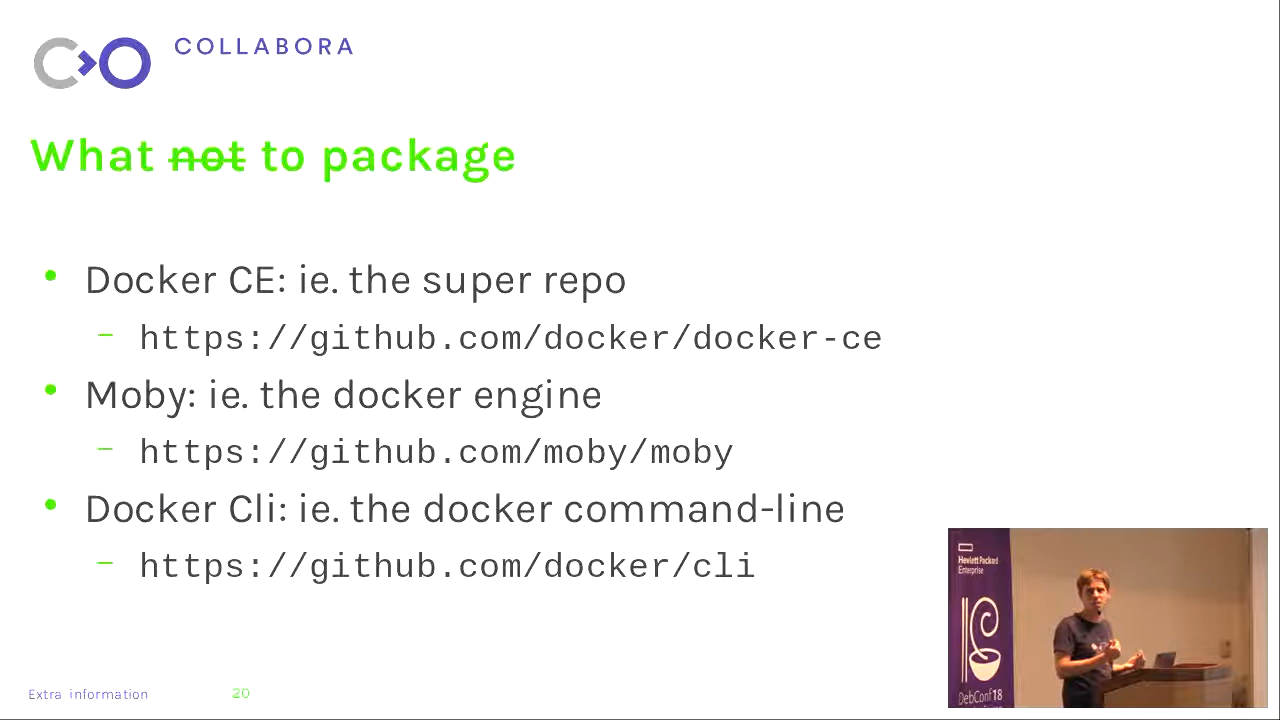 COLLABORA
What not to package
Docker CE: ie. the super repo
https://github.com/docker/docker-ce
Moby: ie. the docker engine
https://github.com/moby/moby
Docker Cli: ie. the docker command-line
https://github.com/docker/cli
Hewlett Packard
Enterprise
DebConf18
Extra information
20